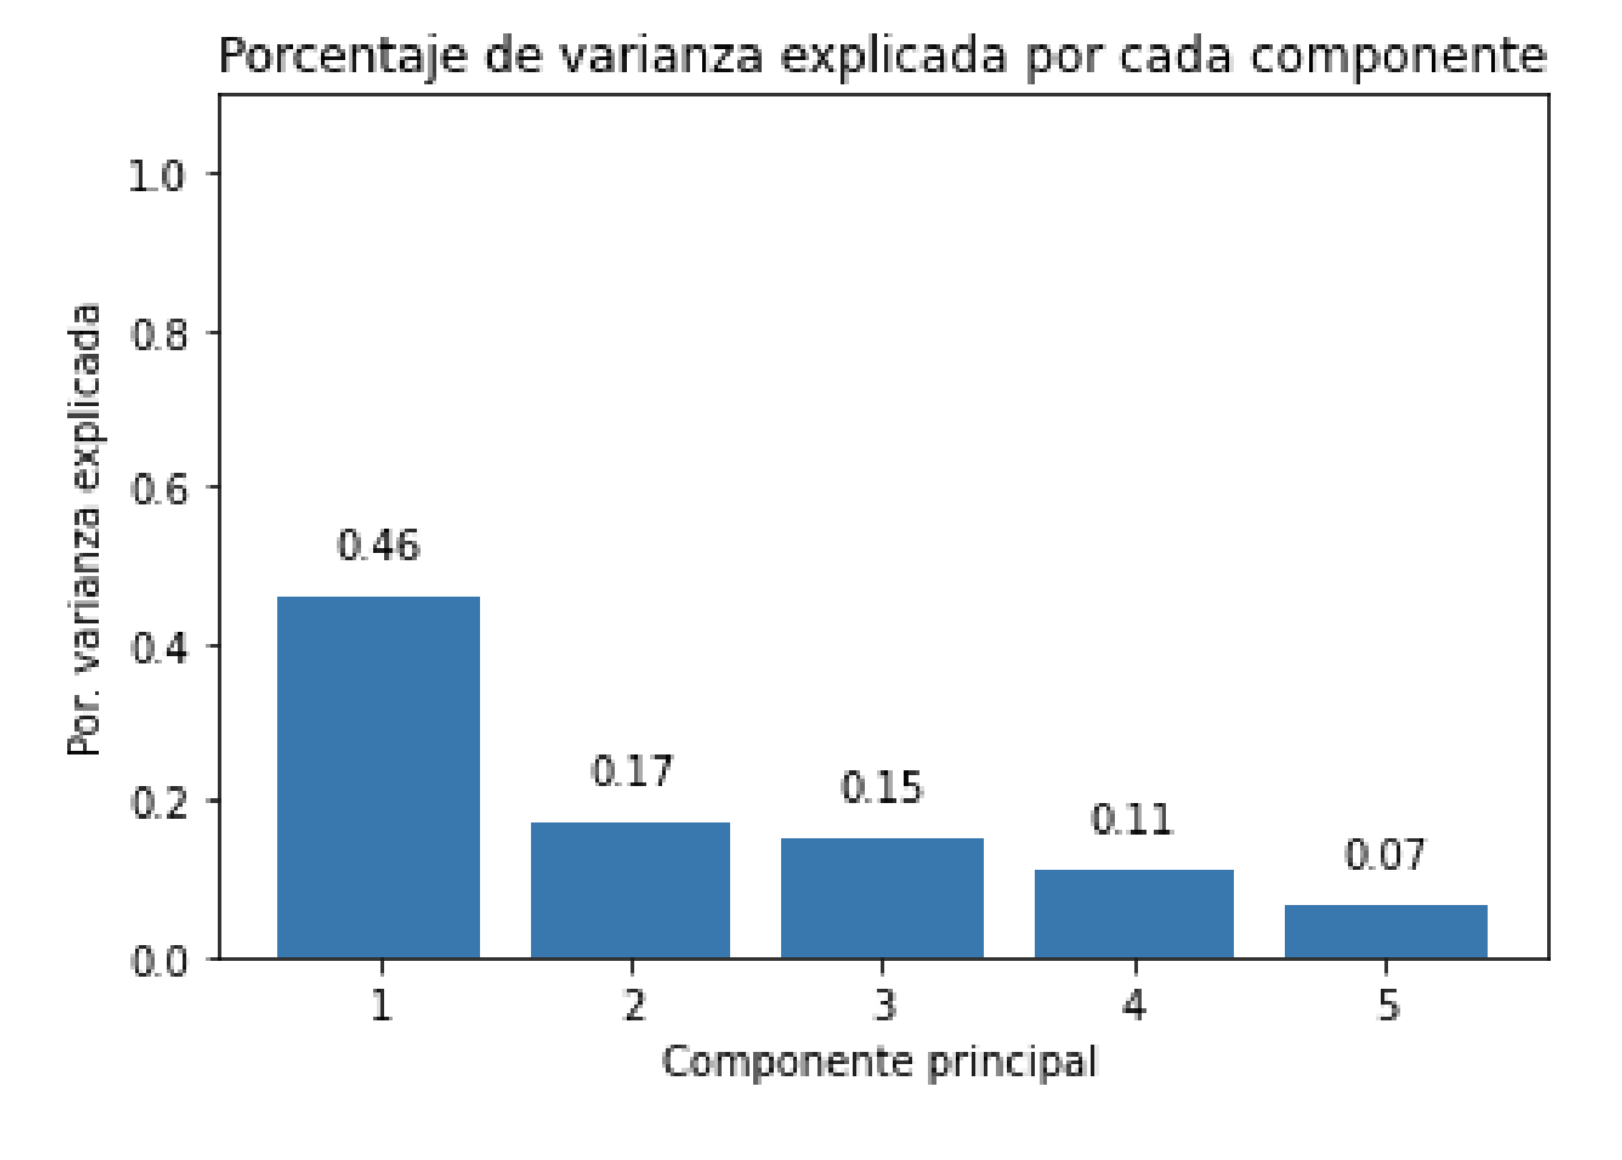 Porcentaje de varianza explicada por cada componente
1.0
0.8
0.6
0.4
0.2
0.0
Por. varianza explicada
0.46
0.17
0.15
0.11
0.07
1 2 3 4 5
Componente principal